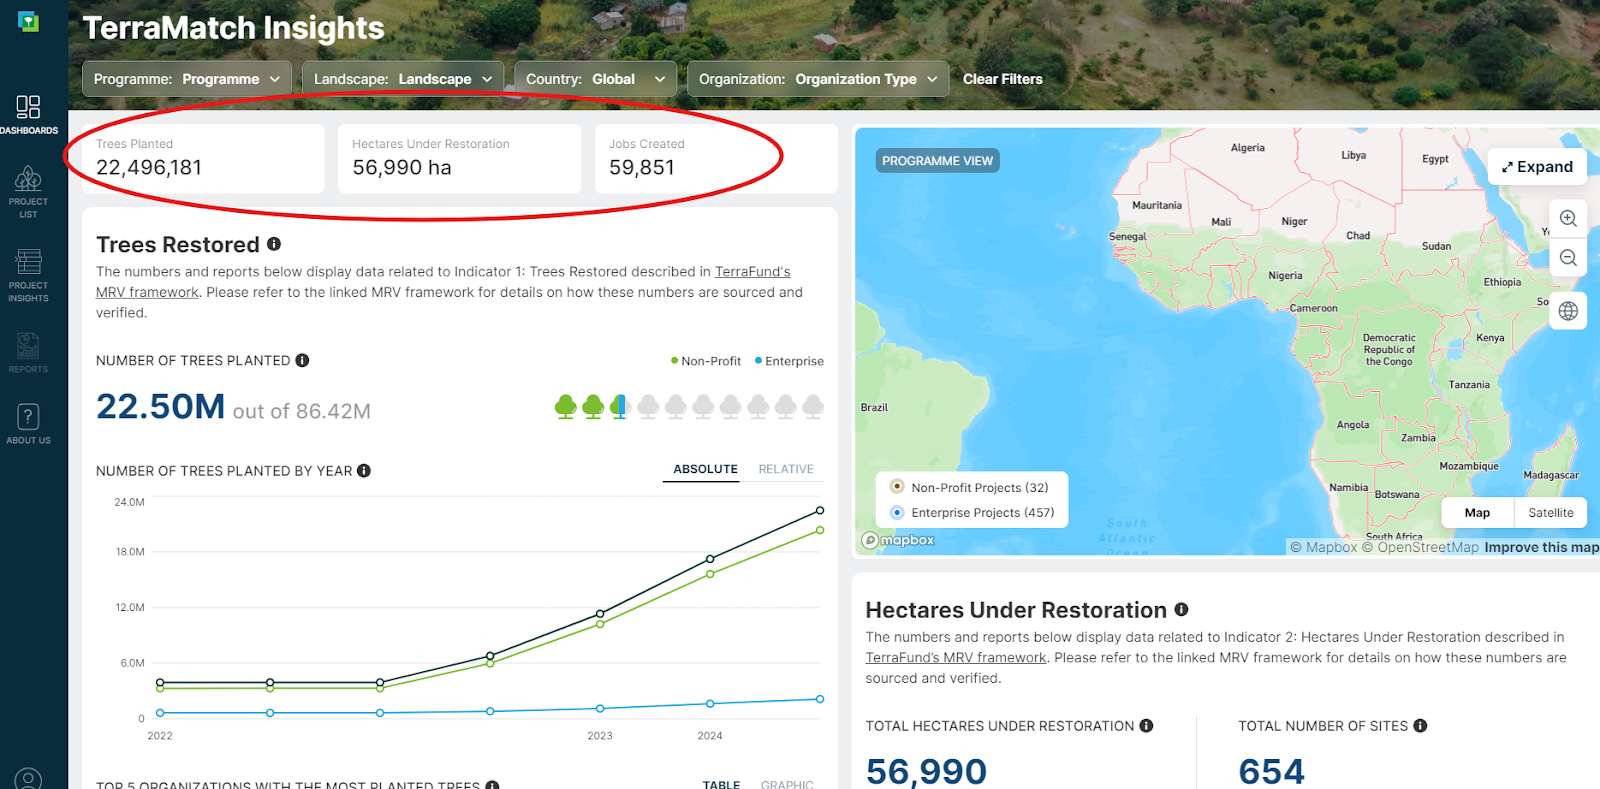 TerraMatch Insights
Programme: Programme
Landscape: Landscape
Country: Global
Organization: Organization Type
Clear Filters
DASHBOARDS
PROJECT
LIST
PROJECT
INSIGHTS
REPORTS
?
ABOUT US
Trees Planted
22,496,181
Hectares Under Restoration
56,990 ha
Jobs Created
59,851
Trees Restored
The numbers and reports below display data related to Indicator 1: Trees Restored described in TerraFund's
MRV framework. Please refer to the linked MRV framework for details on how these numbers are sourced and
verified.
NUMBER OF TREES PLANTED
Non-Profit
Enterprise
22.50M out of 86.42M
NUMBER OF TREES PLANTED BY YEAR
ABSOLUTE
RELATIVE
24.0M
18.0M
12.0M
6.0M
0
2022
2023
2024
TOP 5 ORGANIZATIONS WITH THE MOST PLANTED TREES
TABLE
GRAPHIC
PROGRAMME VIEW
Expand
Algeria
Libya
Egypt
Mauritania
Mali
Niger
Chad
Sudan
Ye
Senegal
Nigeria
Ethiopia
So
Cameroon
Democratic
Republic of
the Congo
Kenya
Tanzania
Brazil
Angola
Zambia
Mozambique
Madagascar
Namibia
Botswana
South Africa
South
Atlantic
Ocean
Non-Profit Projects (32)
Enterprise Projects (457)
Map
Satellite
mapbox
© Mapbox © OpenStreetMap Improve this map
Hectares Under Restoration
The numbers and reports below display data related to Indicator 2: Hectares Under Restoration described in
TerraFund's MRV framework. Please refer to the linked MRV framework for details on how these numbers are
sourced and verified.
TOTAL HECTARES UNDER RESTORATION
56,990
TOTAL NUMBER OF SITES
654